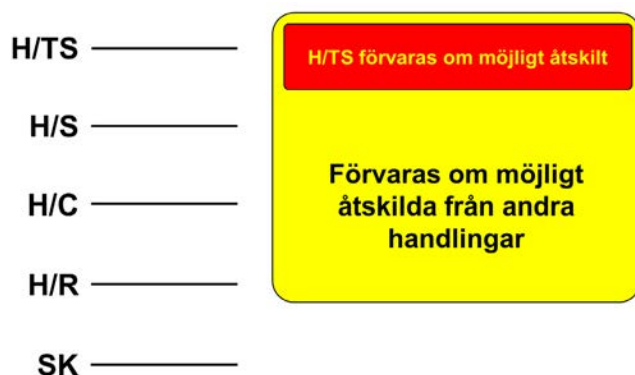 H/TS
H/TS förvaras om möjligt åtskilt
H/S
H/C
H/R
SK
Förvaras om möjligt
åtskilda från andra
handlingar